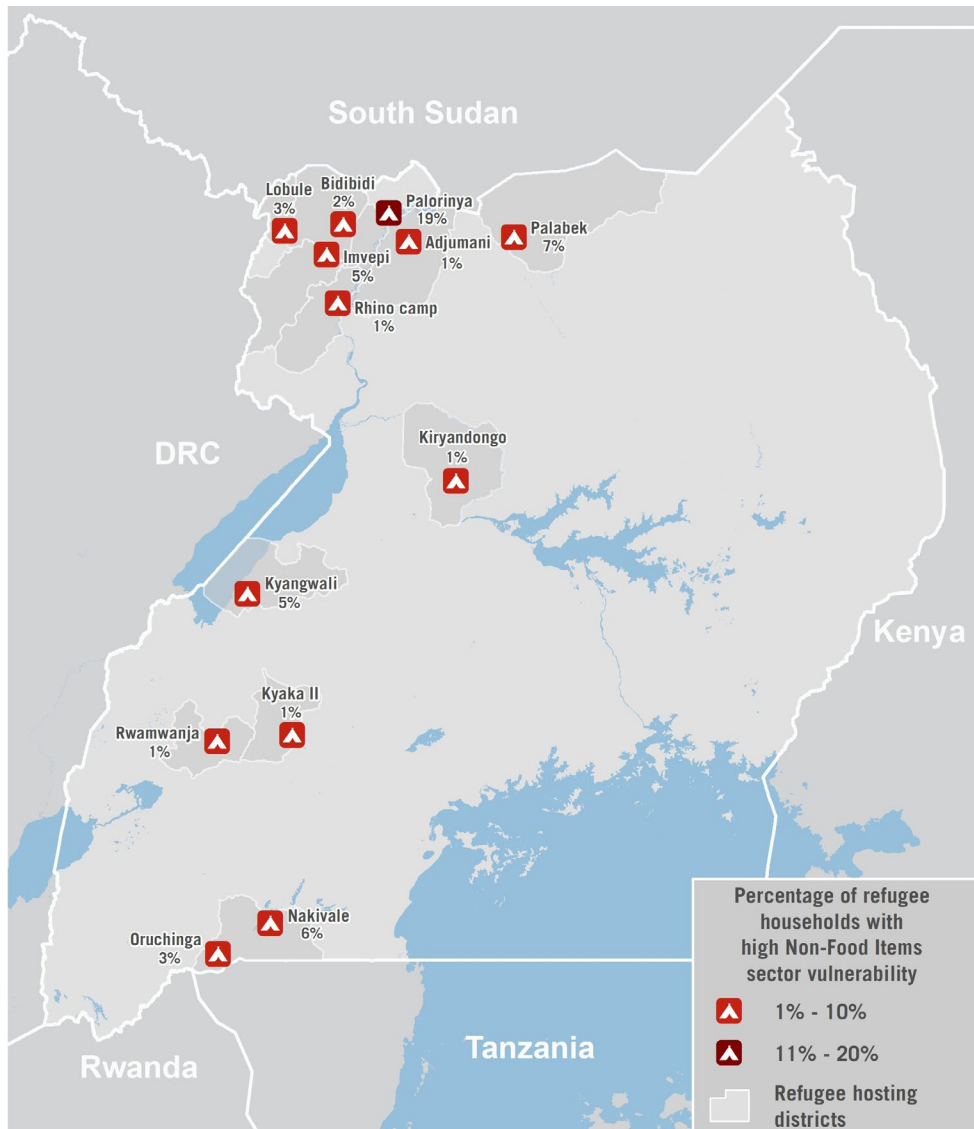 South Sudan
Lobule
3%
Bidibidi
2%
Palorinya
19%
Imvepi
5%
Adjumani
1%
Palabek
7%
Rhino camp
1%
DRC
Kiryandongo
1%
Kyangwali
5%
Kenya
Kyaka II
1%
Rwamwanja
1%
Nakivale
6%
Oruchinga
3%
Rwanda
Tanzania
Percentage of refugee
households with
high Non-Food Items
sector vulnerability
1% - 10%
11% - 20%
Refugee hosting
districts